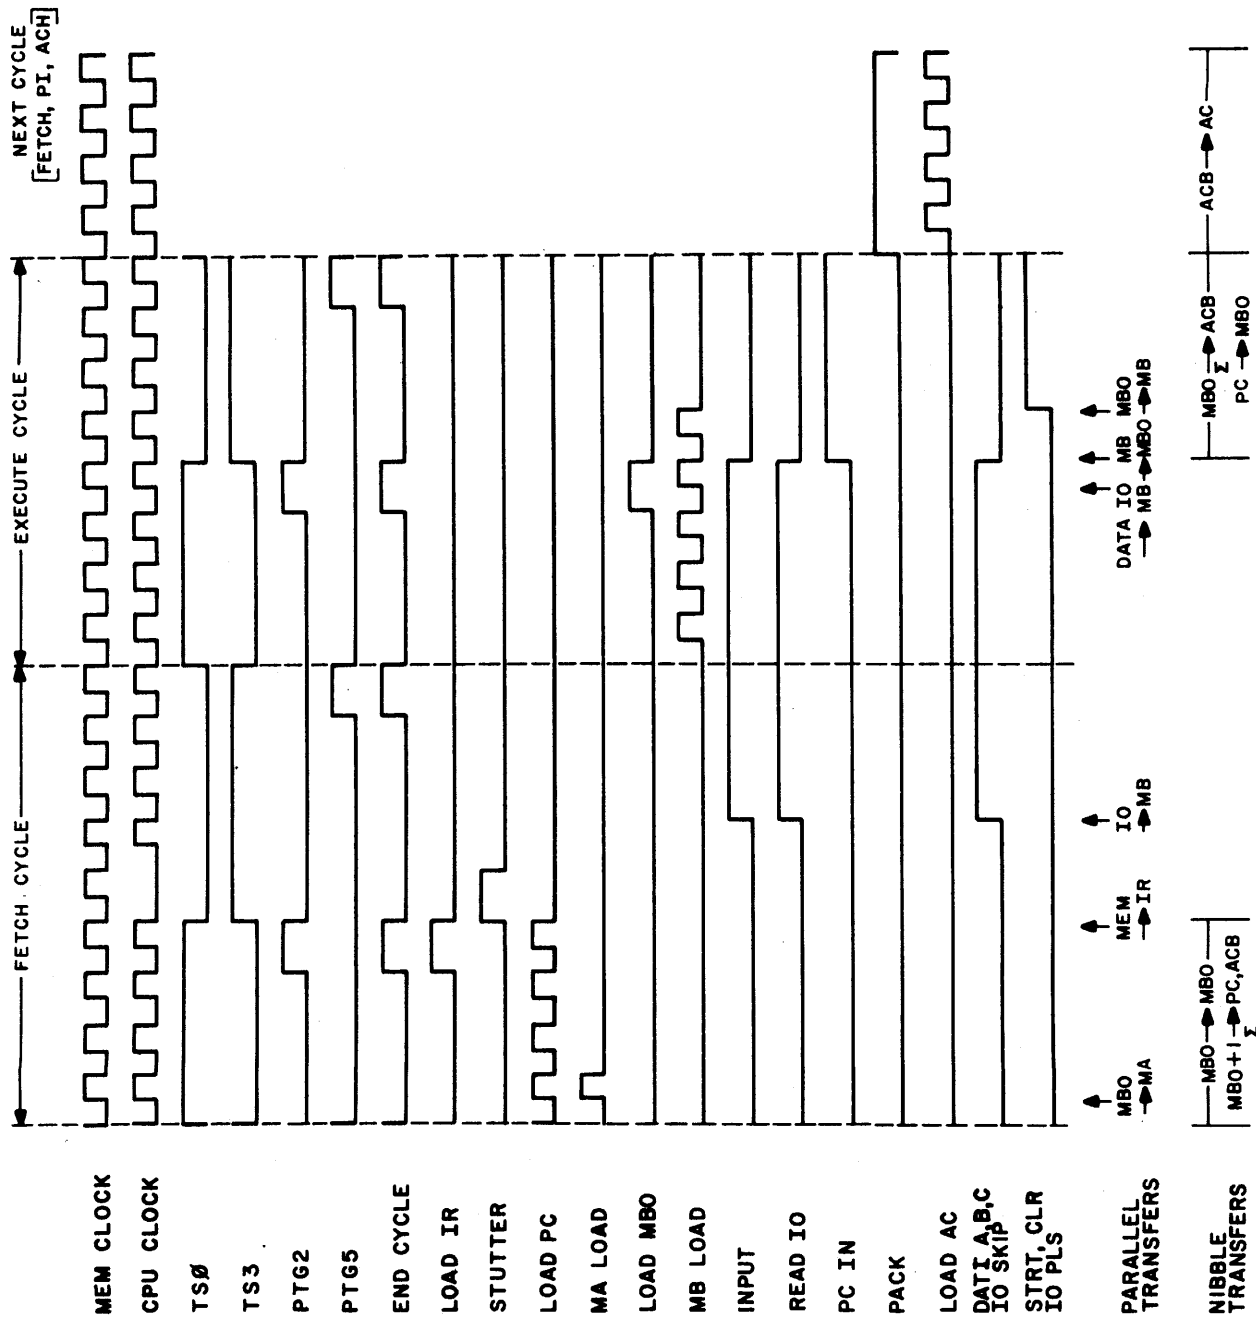 FETCH CYCLE
EXECUTE CYCLE
NEXT CYCLE
[FETCH, PI, ACH]
MEM CLOCK
CPU CLOCK
TSØ
TS3
PTG2
PTG5
END CYCLE
LOAD IR
STUTTER
LOAD PC
MA LOAD
LOAD MBO
MB LOAD
INPUT
READ IO
PC IN
PACK
LOAD AC
DATI A,B,C
IO SKIP
STRT, CLR
IO PLS
PARALLEL
TRANSFERS
MBO
→MA
MEM
→IR
IO
→MB
DATA IO
→MB
MB
→MBO
MBO
→MB
NIBBLE
TRANSFERS
MBO→MBO
MBO+1→PC,ACB
Σ
MBO→ACB
Σ
PC→MBO
ACB→AC